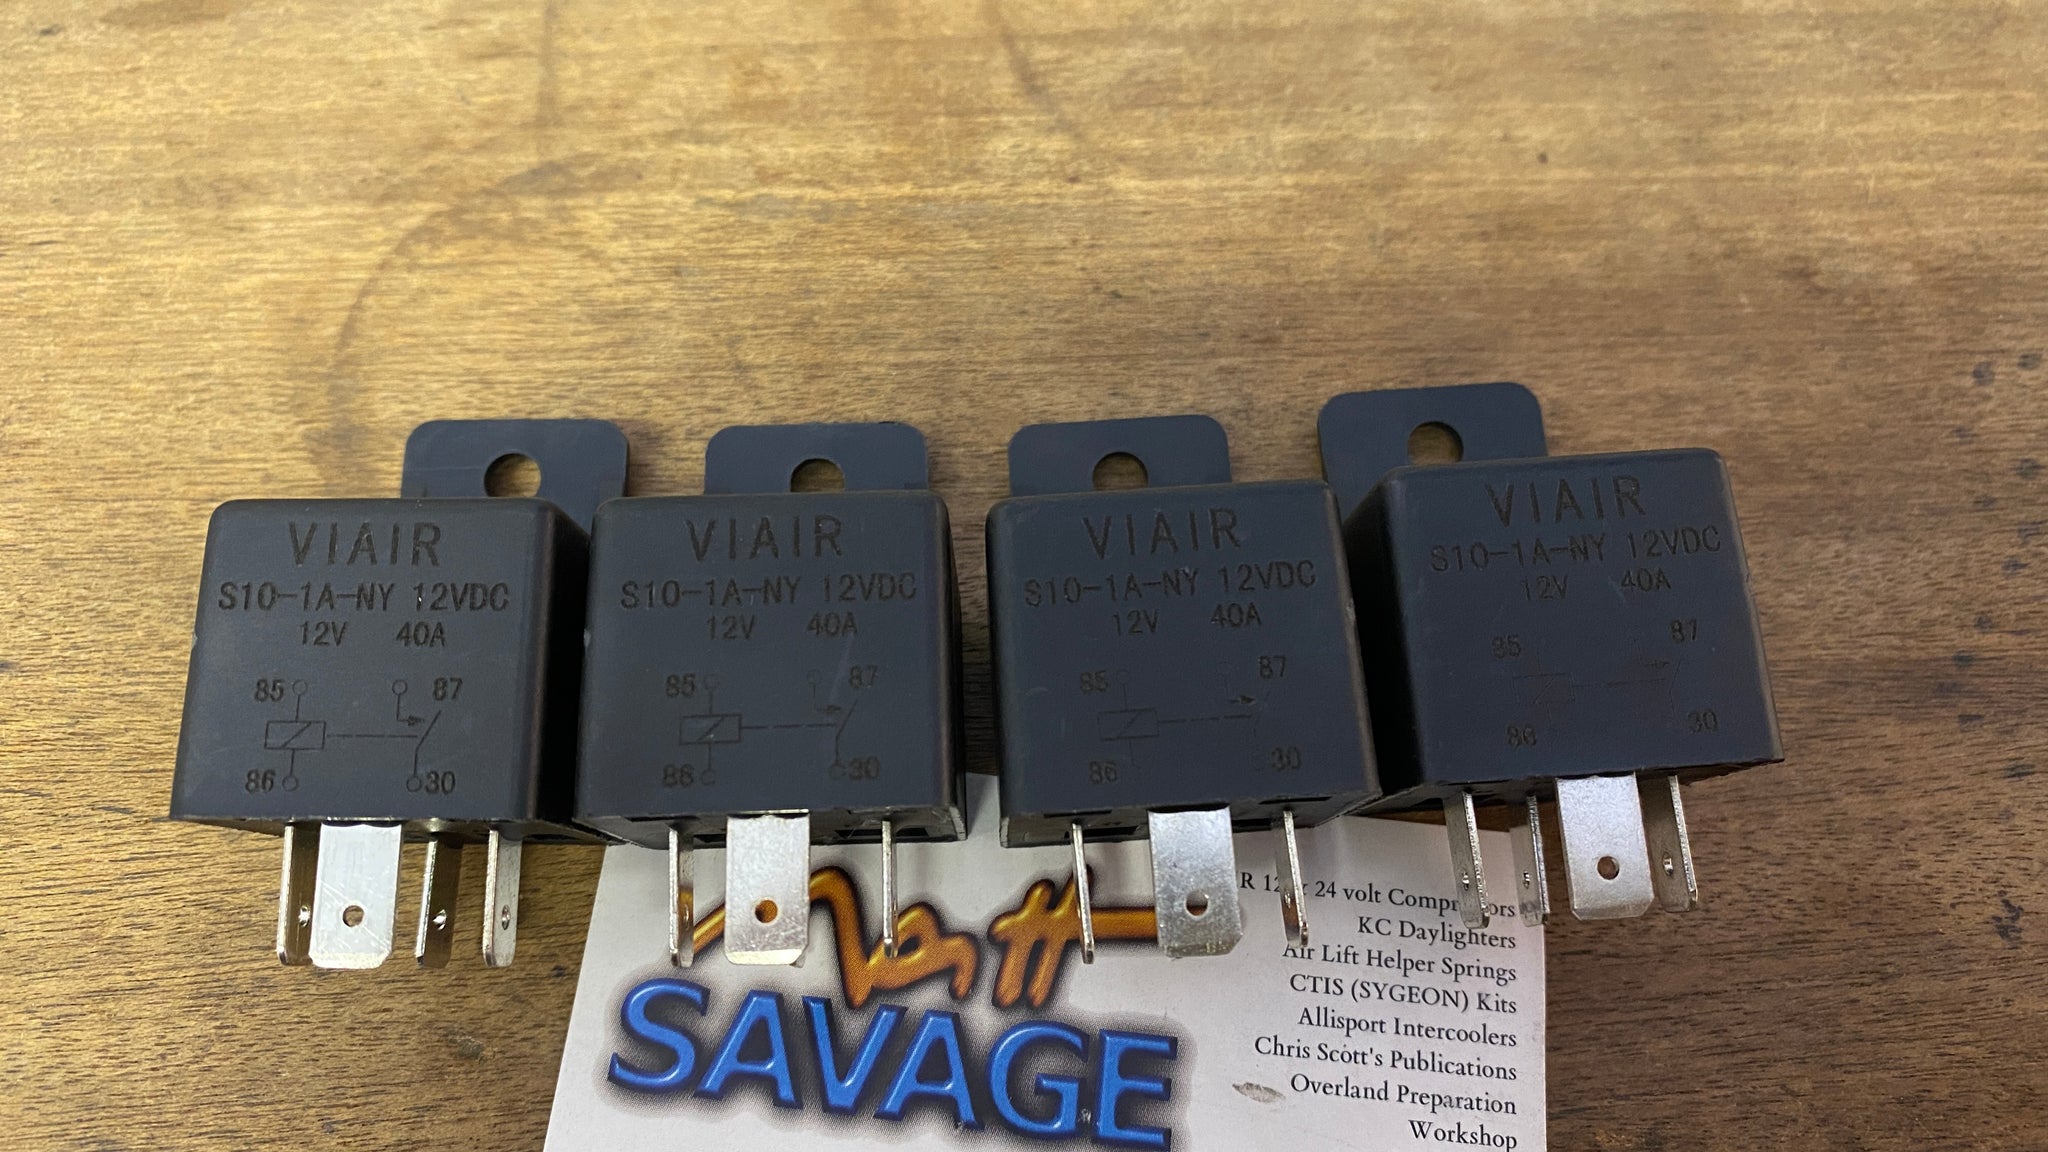 VIAIR
S10-1A-NY 12VDC
12V 40A
85 87
86 30
VIAIR
S10-1A-NY 12VDC
12V 40A
85 87
86 30
VIAIR
S10-1A-NY 12VDC
12V 40A
85 87
86 30
VIAIR
S10-1A-NY 12VDC
12V 40A
85 87
86 30
Matt
SAVAGE
24 volt
KC Daylighters
Air Lift Helper Springs
CTIS (SYGEON) Kits
Allisport Intercoolers
Chris Scott's Publications
Overland Preparation
Workshop